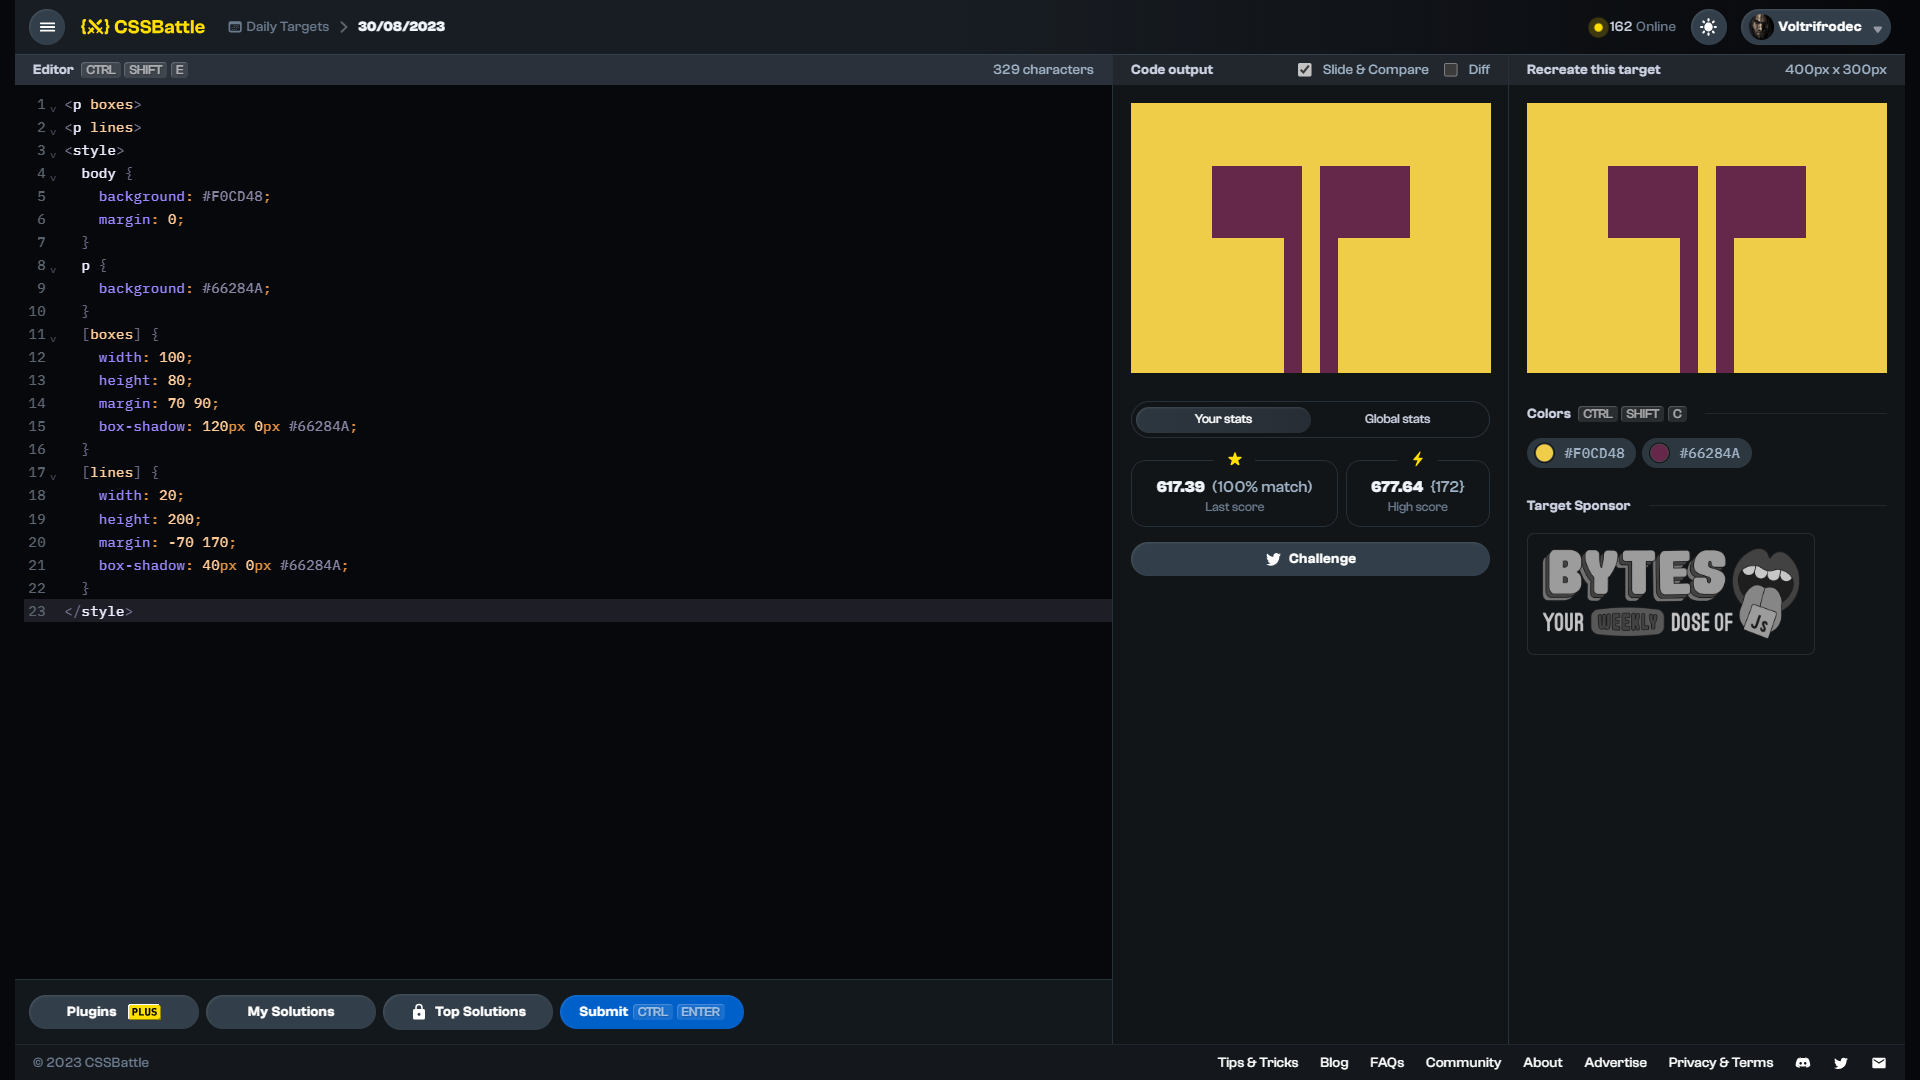 CSSBattle
Daily Targets
30/08/2023
162 Online
Voltrifrodec
Editor CTRL SHIFT E
329 characters
1 <p boxes>
2 <p lines>
3 <style>
4 body {
5 background: #F0CD48;
6 margin: 0;
7 }
8 p {
9 background: #66284A;
10 }
11 [boxes] {
12 width: 100;
13 height: 80;
14 margin: 70 90;
15 box-shadow: 120px 0px #66284A;
16 }
17 [lines] {
18 width: 20;
19 height: 200;
20 margin: -70 170;
21 box-shadow: 40px 0px #66284A;
22 }
23 </style>
Plugins PLUS
My Solutions
Top Solutions
Submit CTRL ENTER
Code output
Slide & Compare
Diff
Your stats
Global stats
617.39 (100% match)
Last score
677.64 {172}
High score
Challenge
Recreate this target
400px x 300px
Colors CTRL SHIFT C
#F0CD48
#66284A
Target Sponsor
BYTES
YOUR WEEKLY DOSE OF JS
© 2023 CSSBattle
Tips & Tricks
Blog
FAQs
Community
About
Advertise
Privacy & Terms